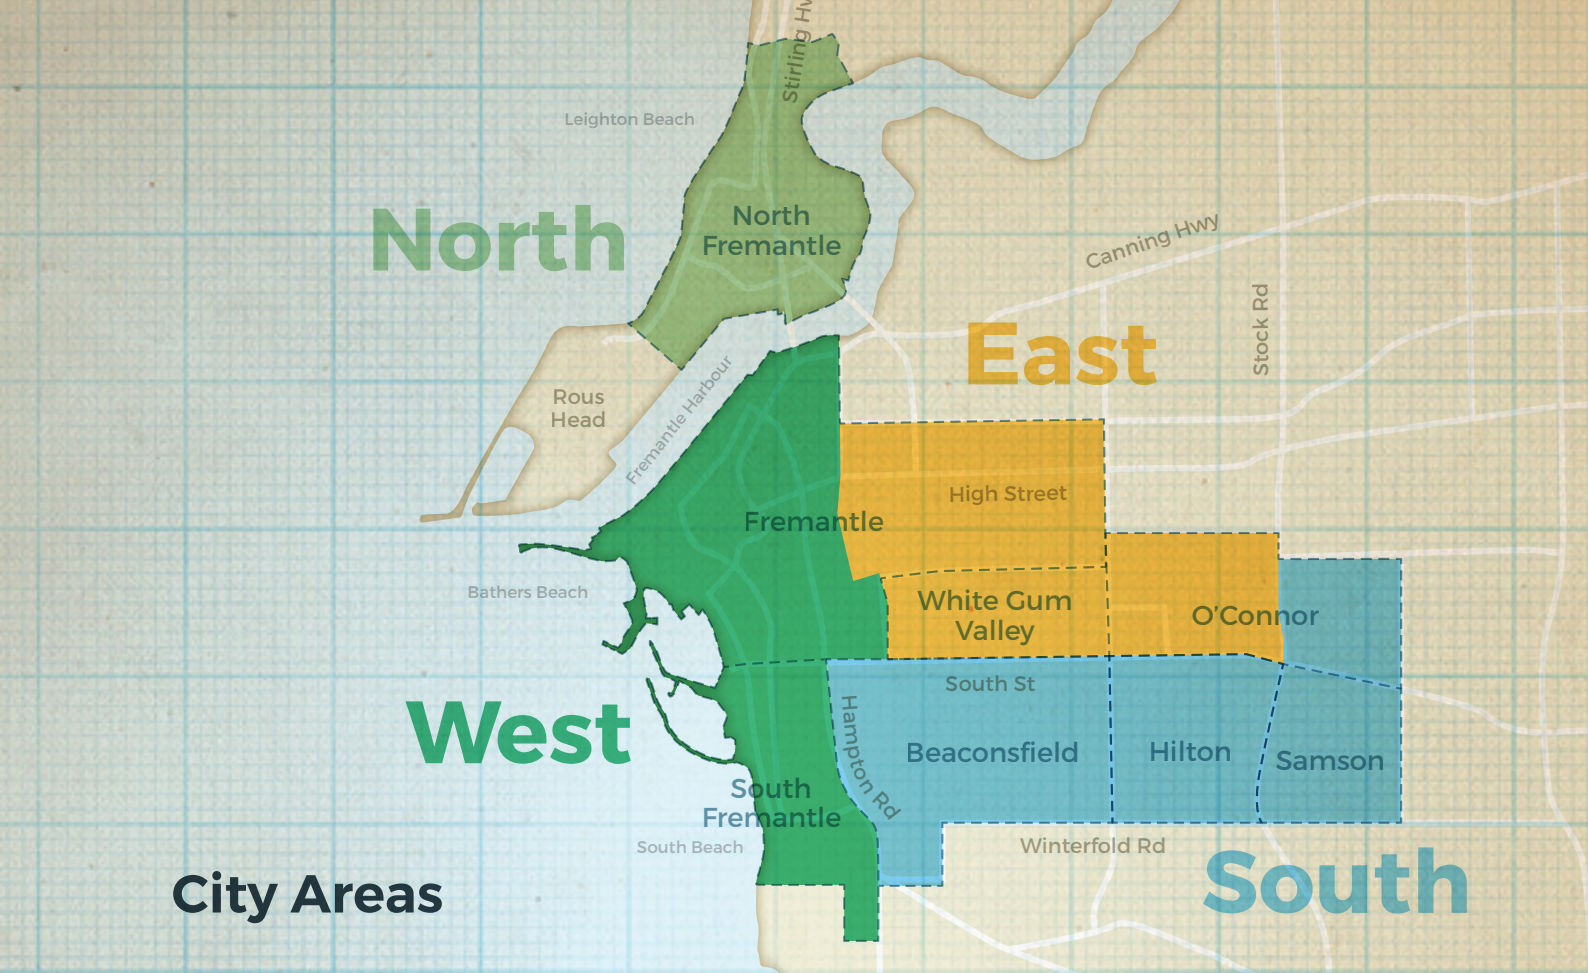 Stirling Hw
Leighton Beach
North
North
Fremantle
Canning Hwy
Stock Rd
East
Rous
Head
Fremantle Harbour
High Street
Fremantle
Bathers Beach
White Gum
Valley
O'Connor
South St
Hampton Rd
West
Beaconsfield
Hilton
Samson
South
Fremantle
South Beach
Winterfold Rd
South
City Areas